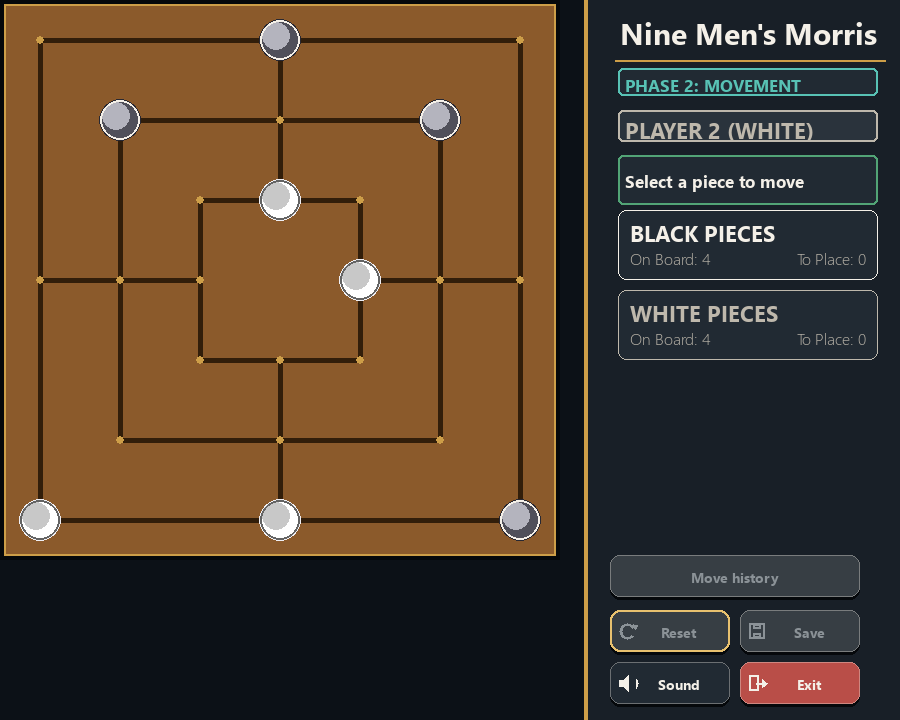 Nine Men's Morris
PHASE 2: MOVEMENT
PLAYER 2 (WHITE)
Select a piece to move
BLACK PIECES
On Board: 4 To Place: 0
WHITE PIECES
On Board: 4 To Place: 0
Move history
Reset Save
Sound Exit